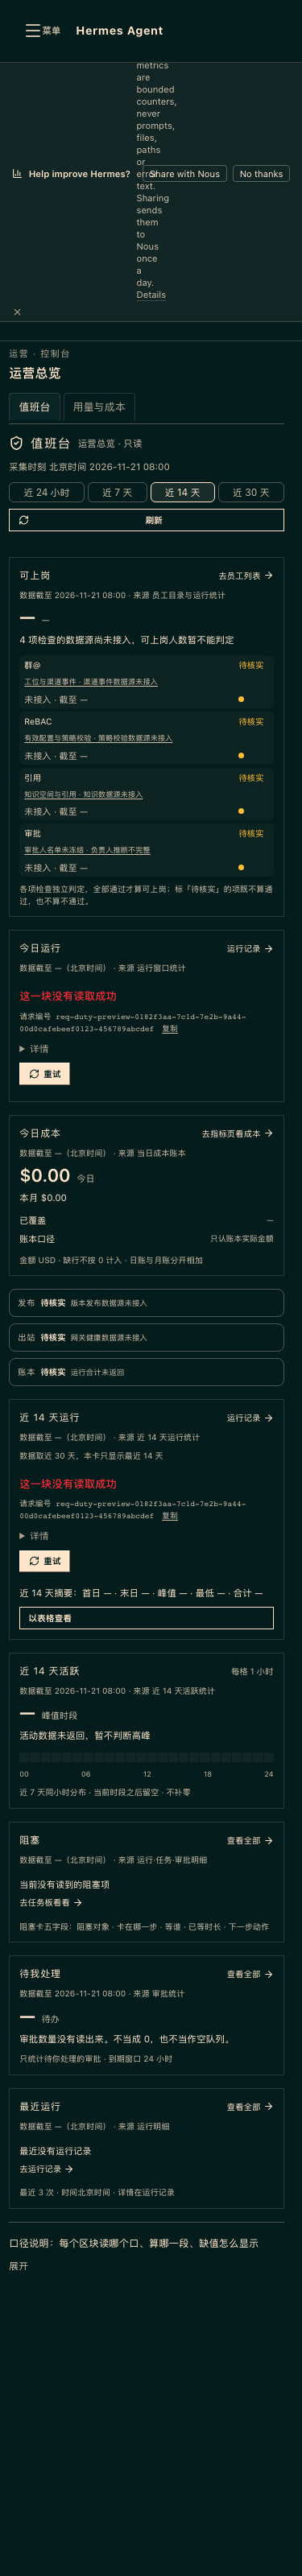 菜单 Hermes Agent
metrics
are
bounded
counters,
never
prompts,
files,
paths
or
Help improve Hermes? error Share with Nous No thanks
text.
Sharing
sends
them
to
Nous
once
a
day.
Details
×
运营 · 控制台
运营总览
值班台 用量与成本
值班台 运营总览 · 只读
采集时刻 北京时间 2026-11-21 08:00
近 24 小时 近 7 天 近 14 天 近 30 天
刷新
可上岗 去员工列表 →
数据截至 2026-11-21 08:00 · 来源 员工目录与运行统计
— —
4 项检查的数据源尚未接入，可上岗人数暂不能判定
群@ 待核实
工位与渠道事件 · 渠道事件数据源未接入
未接入 · 截至 —
ReBAC 待核实
有效配置与策略校验 · 策略校验数据源未接入
未接入 · 截至 —
引用 待核实
知识空间与引用 · 知识数据源未接入
未接入 · 截至 —
审批 待核实
审批人名单未冻结 · 负责人推断不完整
未接入 · 截至 —
各项检查独立判定，全部通过才算可上岗；标「待核实」的项既不算通
过，也不算不通过。
今日运行 运行记录 →
数据截至 —（北京时间） · 来源 运行窗口统计
这一块没有读取成功
请求编号 req-duty-preview-0182f3aa-7c1d-7e2b-9a44-
00d0cafebeef0123-456789abcdef 复制
▶ 详情
重试
今日成本 去指标页看成本 →
数据截至 —（北京时间） · 来源 当日成本账本
$0.00 今日
本月 $0.00
已覆盖 —
账本口径 只认账本实际金额
金额 USD · 缺行不按 0 计入 · 日账与月账分开相加
发布 待核实 版本发布数据源未接入
出站 待核实 网关健康数据源未接入
账本 待核实 运行合计未返回
近 14 天运行 运行记录 →
数据截至 —（北京时间） · 来源 近 14 天运行统计
数据取近 30 天，本卡只显示最近 14 天
这一块没有读取成功
请求编号 req-duty-preview-0182f3aa-7c1d-7e2b-9a44-
00d0cafebeef0123-456789abcdef 复制
▶ 详情
重试
近 14 天摘要：首日 — · 末日 — · 峰值 — · 最低 — · 合计 —
以表格查看
近 14 天活跃 每格 1 小时
数据截至 2026-11-21 08:00 · 来源 近 14 天活跃统计
— 峰值时段
活动数据未返回，暂不判断高峰
00 06 12 18 24
近 7 天同小时分布 · 当前时段之后留空 · 不补零
阻塞 查看全部 →
数据截至 —（北京时间） · 来源 运行·任务·审批明细
当前没有读到的阻塞项
去任务板看看 →
阻塞卡五字段：阻塞对象 · 卡在哪一步 · 等谁 · 已等时长 · 下一步动作
待我处理 查看全部 →
数据截至 2026-11-21 08:00 · 来源 审批统计
— 待办
审批数量没有读出来。不当成 0，也不当作空队列。
只统计待你处理的审批 · 到期窗口 24 小时
最近运行 查看全部 →
数据截至 —（北京时间） · 来源 运行明细
最近没有运行记录
去运行记录 →
最近 3 次 · 时间北京时间 · 详情在运行记录
口径说明：每个区块读哪个口、算哪一段、缺值怎么显示
展开